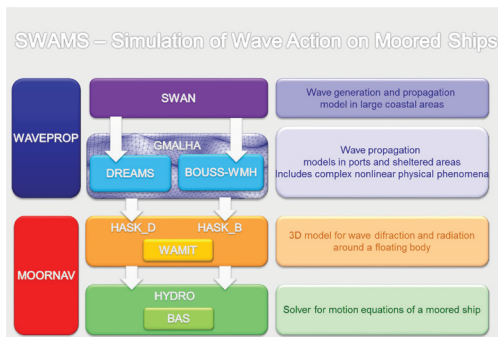 SWAMS – Simulation of Wave Action on Moored Ships
WAVEPROP
SWAN
Wave generation and propagation
model in large coastal areas
GMALHA
DREAMS
BOUSS-WMH
Wave propagation
models in ports and sheltered areas
Includes complex nonlinear physical phenomena
MOORNAV
HASK_D
HASK_B
WAMIT
3D model for wave difraction and radiation
around a floating body
HYDRO
BAS
Solver for motion equations of a moored ship